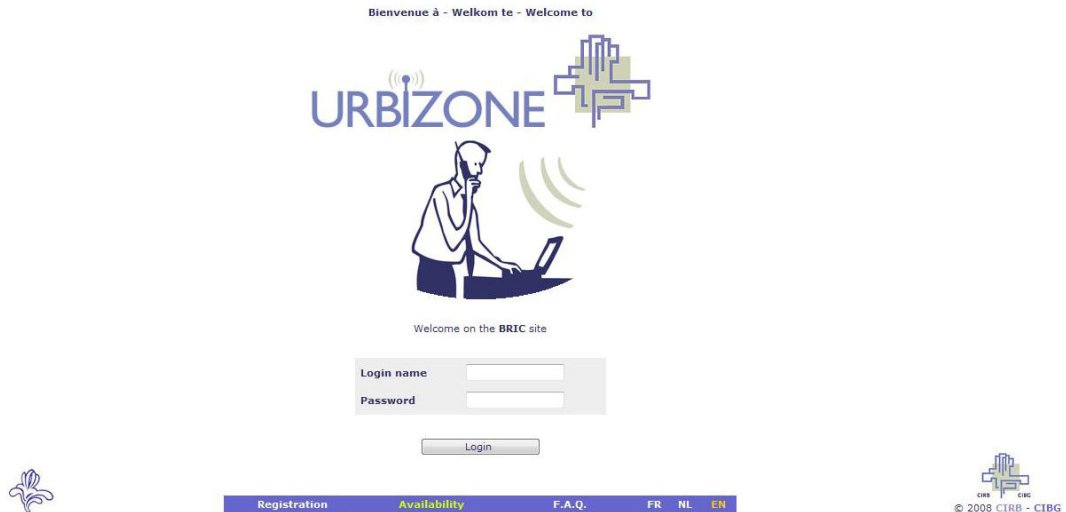 Bienvenue à - Welkom te - Welcome to
URBIZONE
Welcome on the BRIC site
Login name
Password
Login
Registration Availability F.A.Q. FR NL EN
CIRB CIBG
© 2008 CIRB - CIBG